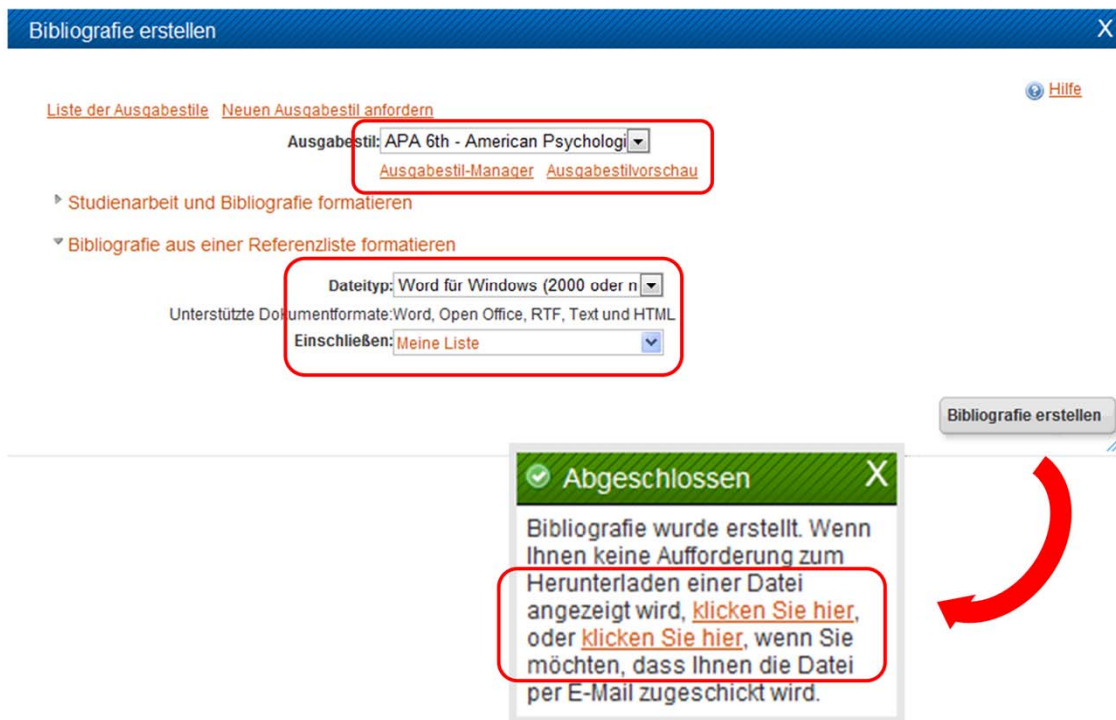 Bibliografie erstellen X
Hilfe
Liste der Ausgabestile Neuen Ausgabestil anfordern
Ausgabestil: APA 6th - American Psychologi
Ausgabestil-Manager Ausgabestilvorschau
Studienarbeit und Bibliografie formatieren
Bibliografie aus einer Referenzliste formatieren
Dateityp: Word für Windows (2000 oder n
Unterstützte Dokumentformate:Word, Open Office, RTF, Text und HTML
Einschließen: Meine Liste
Bibliografie erstellen
Abgeschlossen X
Bibliografie wurde erstellt. Wenn
Ihnen keine Aufforderung zum
Herunterladen einer Datei
angezeigt wird, klicken Sie hier,
oder klicken Sie hier, wenn Sie
möchten, dass Ihnen die Datei
per E-Mail zugeschickt wird.